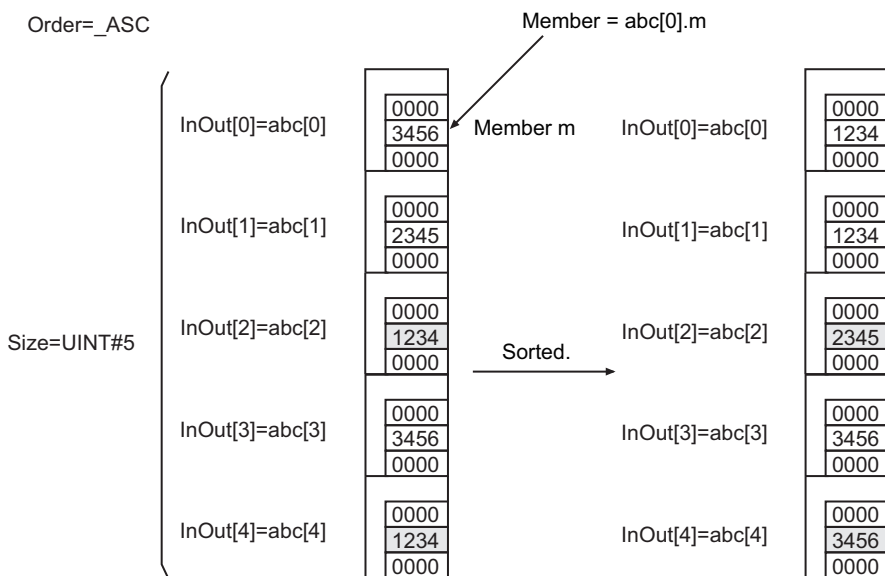 Order=_ASC
Member = abc[0].m
InOut[0]=abc[0]
0000
3456
0000
Member m
InOut[0]=abc[0]
0000
1234
0000
InOut[1]=abc[1]
0000
2345
0000
InOut[1]=abc[1]
0000
1234
0000
Size=UINT#5
InOut[2]=abc[2]
0000
1234
0000
Sorted.
InOut[2]=abc[2]
0000
2345
0000
InOut[3]=abc[3]
0000
3456
0000
InOut[3]=abc[3]
0000
3456
0000
InOut[4]=abc[4]
0000
1234
0000
InOut[4]=abc[4]
0000
3456
0000